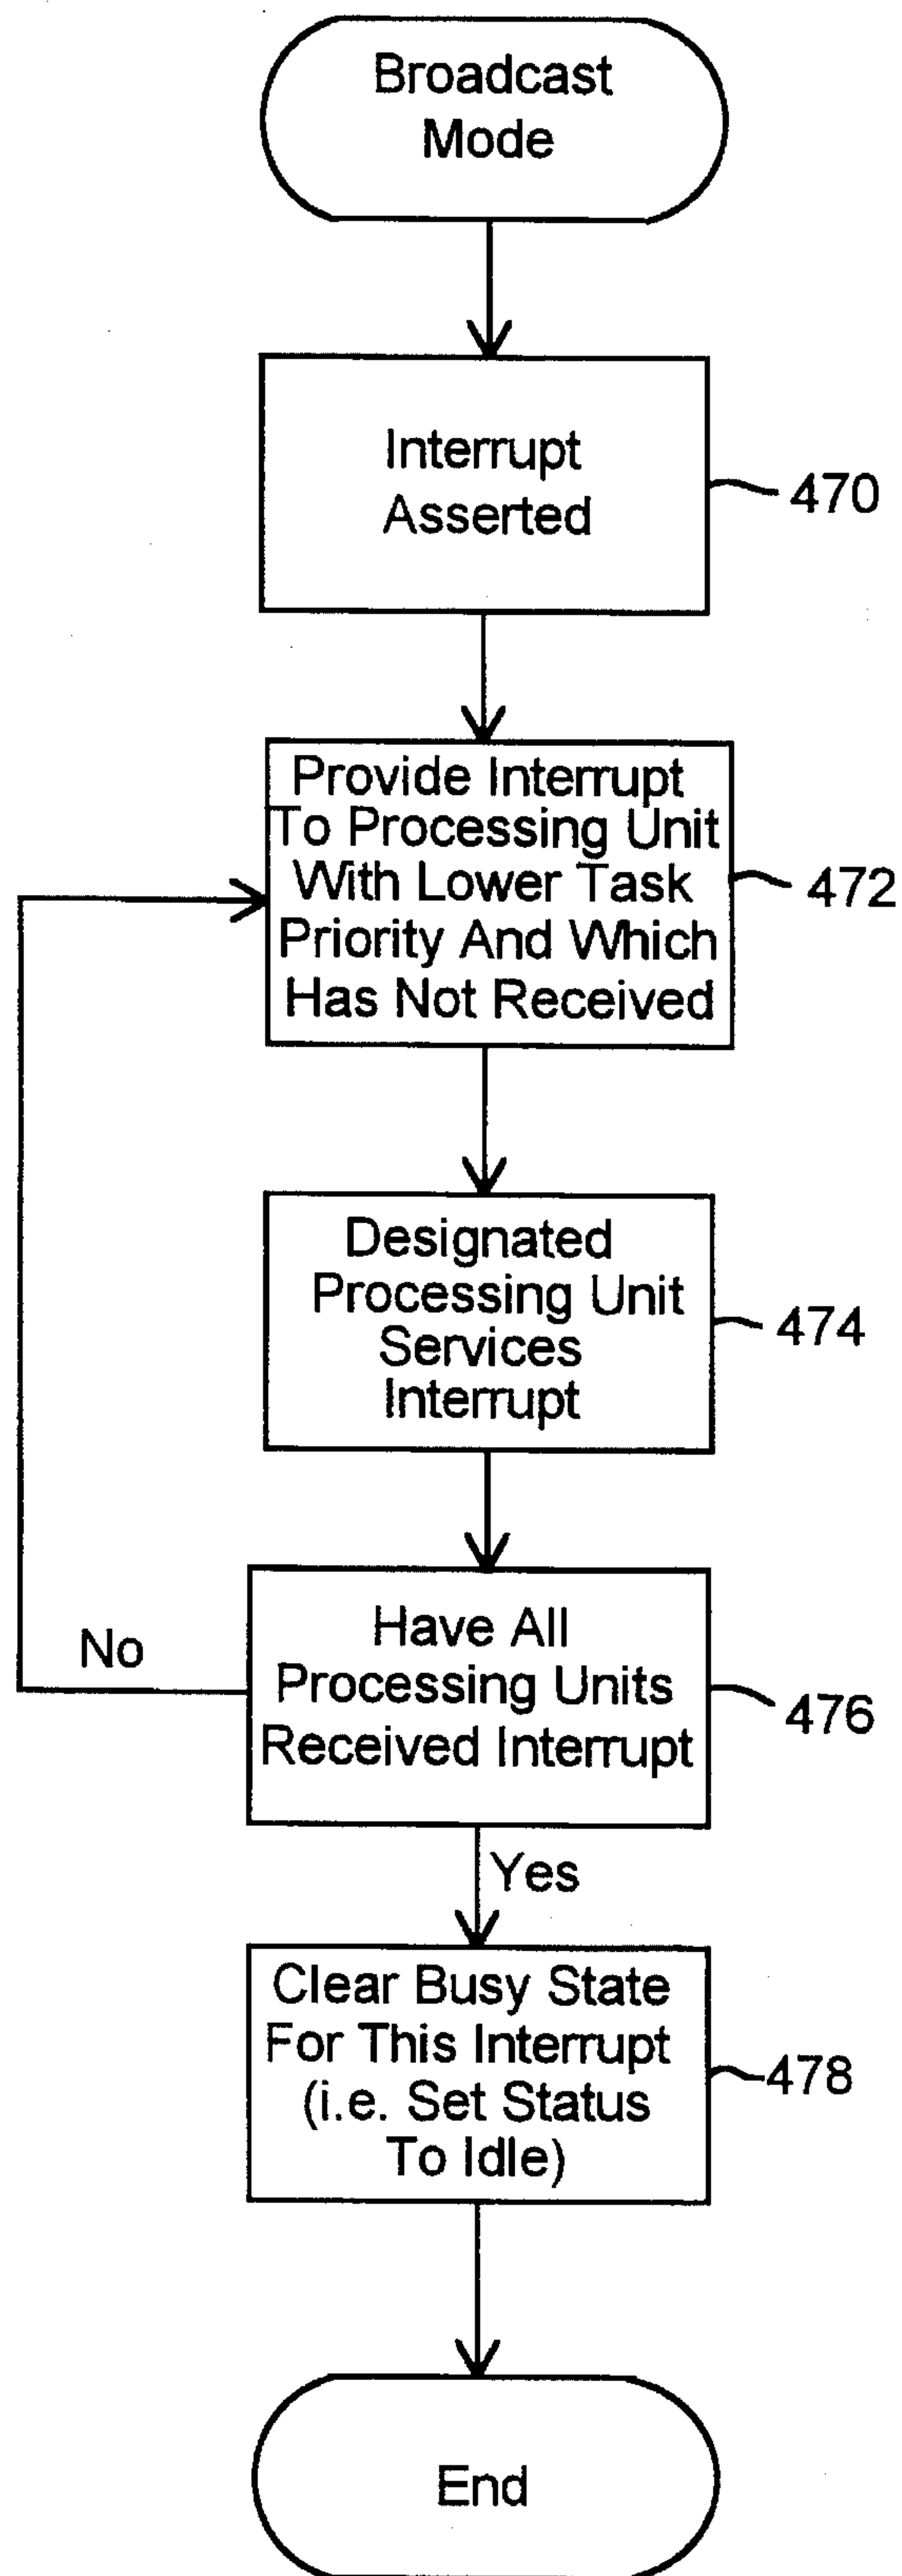 Broadcast
Mode
Interrupt
Asserted
470
Provide Interrupt
To Processing Unit
With Lower Task
Priority And Which
Has Not Received
472
Designated
Processing Unit
Services
Interrupt
474
Have All
Processing Units
Received Interrupt
476
No
Yes
Clear Busy State
For This Interrupt
(i.e. Set Status
To Idle)
478
End